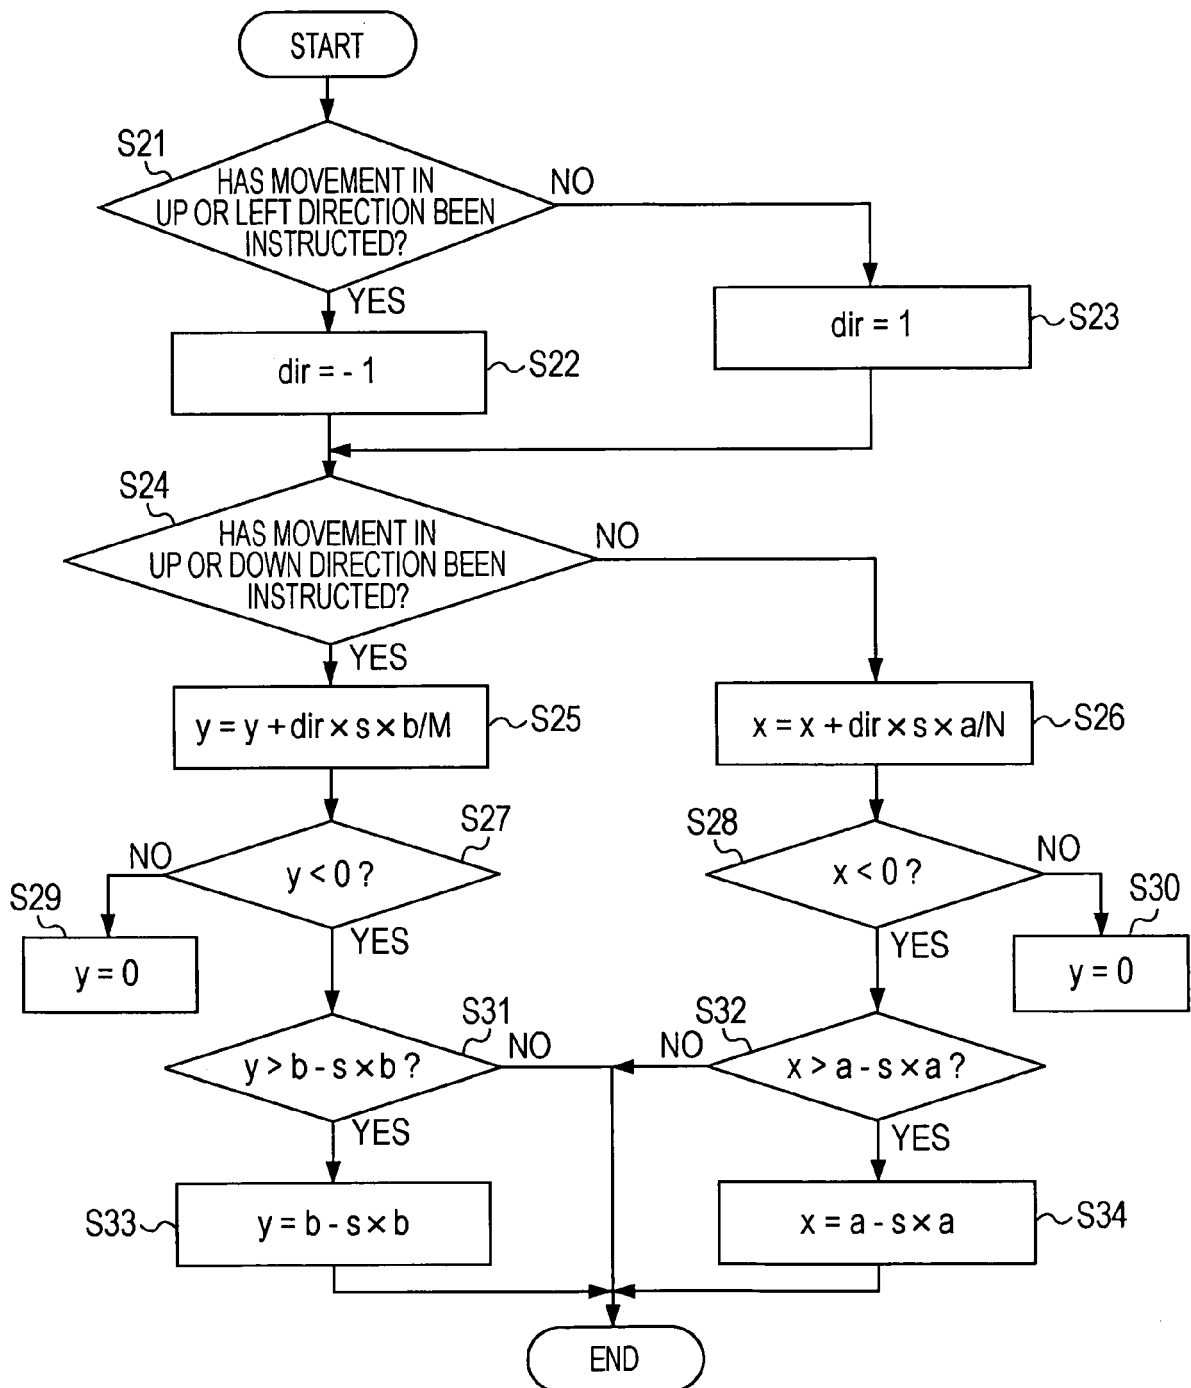 START
S21
HAS MOVEMENT IN
UP OR LEFT DIRECTION BEEN
INSTRUCTED?
NO
YES
dir = - 1
S22
dir = 1
S23
S24
HAS MOVEMENT IN
UP OR DOWN DIRECTION BEEN
INSTRUCTED?
NO
YES
y = y + dir × s × b/M
S25
x = x + dir × s × a/N
S26
S27
y < 0 ?
NO
YES
S28
x < 0 ?
NO
YES
S29
y = 0
S30
y = 0
S31
y > b - s × b ?
NO
YES
S32
x > a - s × a ?
NO
YES
S33
y = b - s × b
x = a - s × a
S34
END